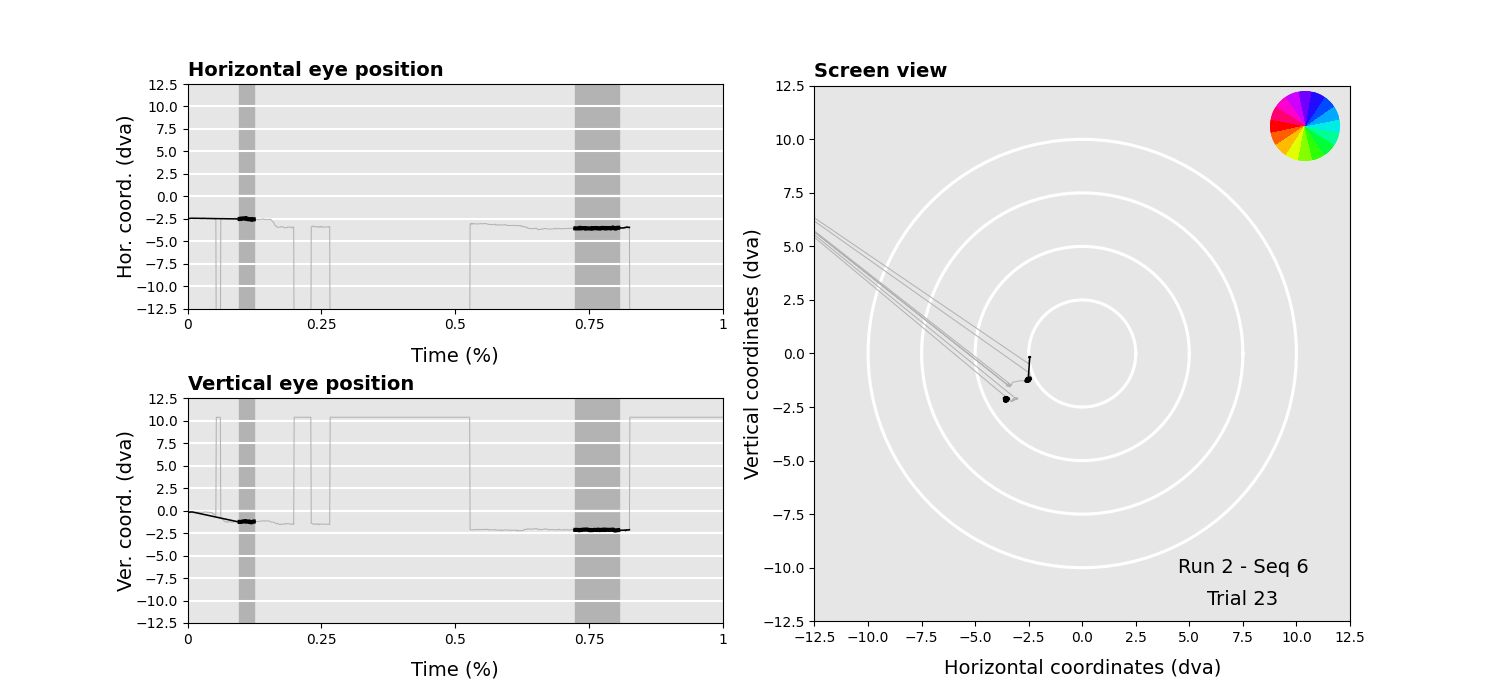 Horizontal eye position
12.5
10.0
7.5
5.0
2.5
0.0
−2.5
−5.0
−7.5
−10.0
−12.5
Hor. coord. (dva)
0 0.25 0.5 0.75 1
Time (%)
Vertical eye position
12.5
10.0
7.5
5.0
2.5
0.0
−2.5
−5.0
−7.5
−10.0
−12.5
Ver. coord. (dva)
0 0.25 0.5 0.75 1
Time (%)
Screen view
12.5
10.0
7.5
5.0
2.5
0.0
−2.5
−5.0
−7.5
−10.0
−12.5
Vertical coordinates (dva)
Run 2 - Seq 6
Trial 23
−12.5 −10.0 −7.5 −5.0 −2.5 0.0 2.5 5.0 7.5 10.0 12.5
Horizontal coordinates (dva)